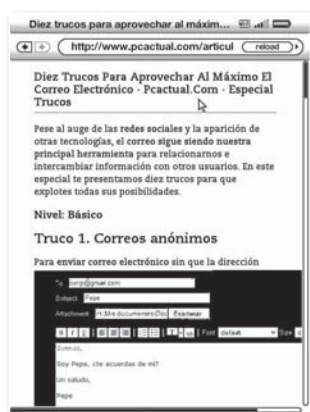 Diez trucos para aprovechar al máxim...
http://www.pcactual.com/articul
reload
Diez Trucos Para Aprovechar Al Máximo El
Correo Electrónico - Pcactual.Com - Especial
Trucos
Pese al auge de las redes sociales y la aparición de
otras tecnologías, el correo sigue siendo nuestra
principal herramienta para relacionarnos e
intercambiar información con otros usuarios. En este
especial te presentamos diez trucos para que
explotes todas sus posibilidades.
Nivel: Básico
Truco 1. Correos anónimos
Para enviar correo electrónico sin que la dirección
To
Subject Pepe
Attachment Examinar
Font default Size
Soy Pepe, ¿te acuerdas de mí?
Un saludo,
Pepe